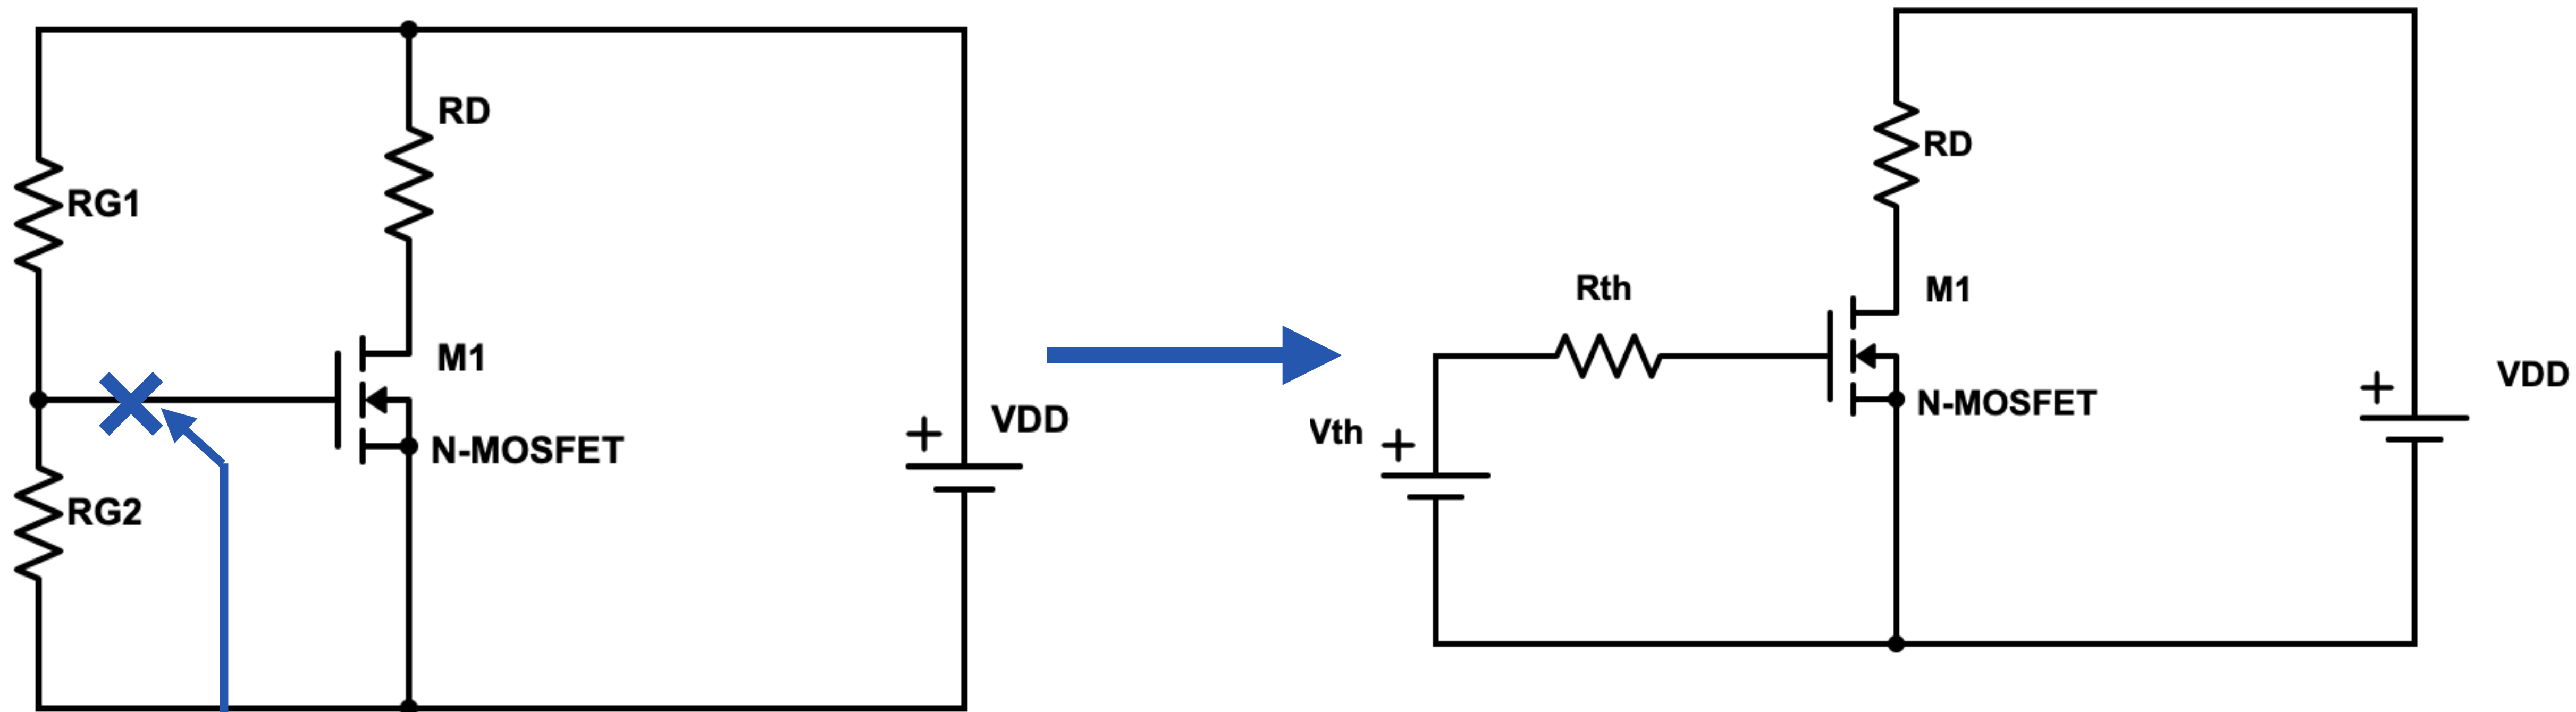 RD
RG1
M1
N-MOSFET
RG2
+
VDD
Rth
Vth
+
RD
M1
N-MOSFET
+
VDD